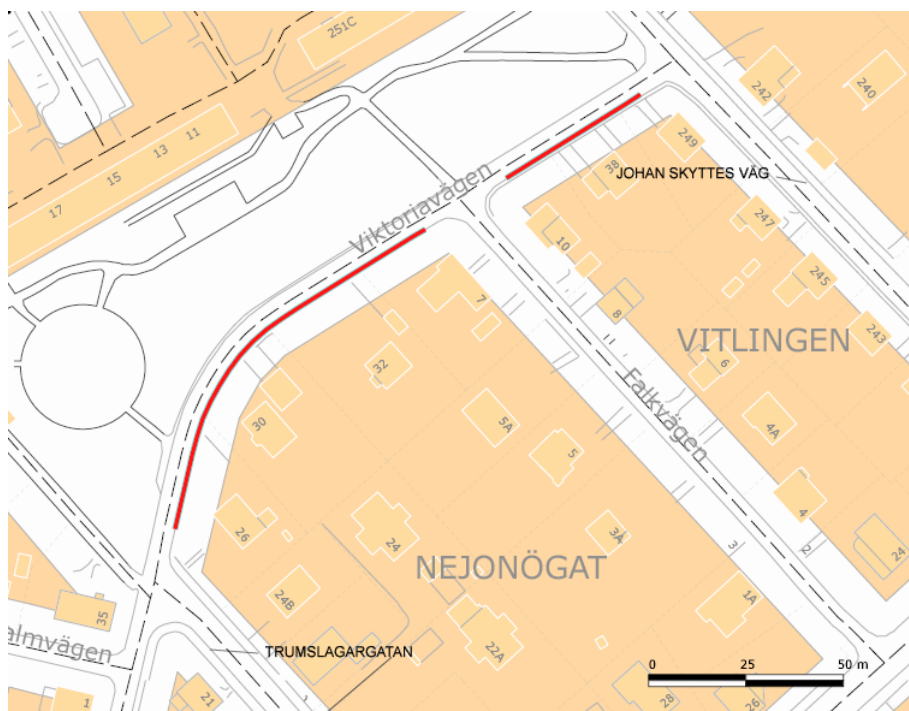 251C
242
240
11
13
15
17
249
38
JOHAN SKYTTES VÄG
Viktoriavägen
10
247
245
243
7
8
VITLINGEN
32
6
Falkvägen
30
5A
4A
5
26
24
3A
4
NEJONÖGAT
3
2
24
24B
35
1A
22A
almvägen
TRUMSLAGARGATAN
0 25 50 m
28
26
21
1